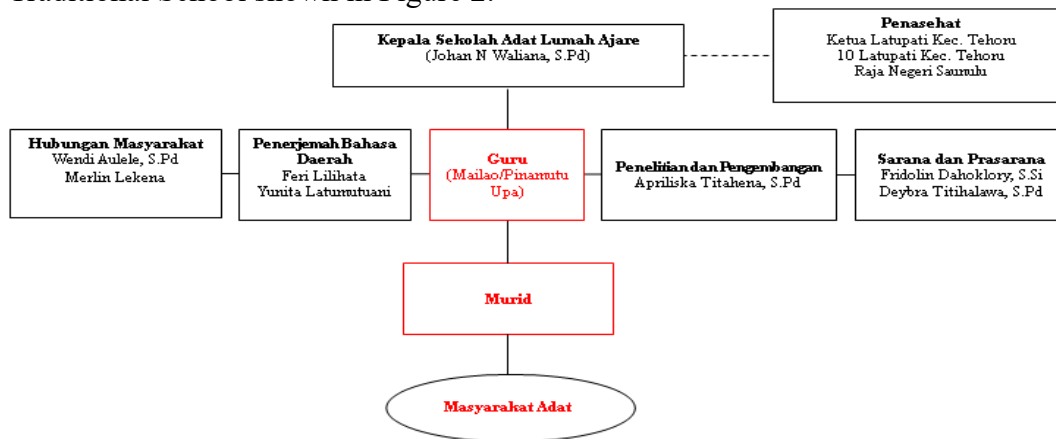 Traditional School shown in Figure 2.
Kepala Sekolah Adat Lumah Ajare
(Johan N Waliana, S.Pd)
Penasehat
Ketua Latupati Kec. Tehoru
10 Latupati Kec. Tehoru
Raja Negeri Saunulu
Hubungan Masyarakat
Wendi Aulele, S.Pd
Merlin Lekena
Penerjemah Bahasa
Daerah
Feri Lilihata
Yunita Latumutuani
Guru
(Mailao/Pinamutu
Upa)
Penelitian dan Pengembangan
Apriliska Titahena, S.Pd
Sarana dan Prasarana
Fridolin Dahoklory, S.Si
Deybra Titihalawa, S.Pd
Murid
Masyarakat Adat